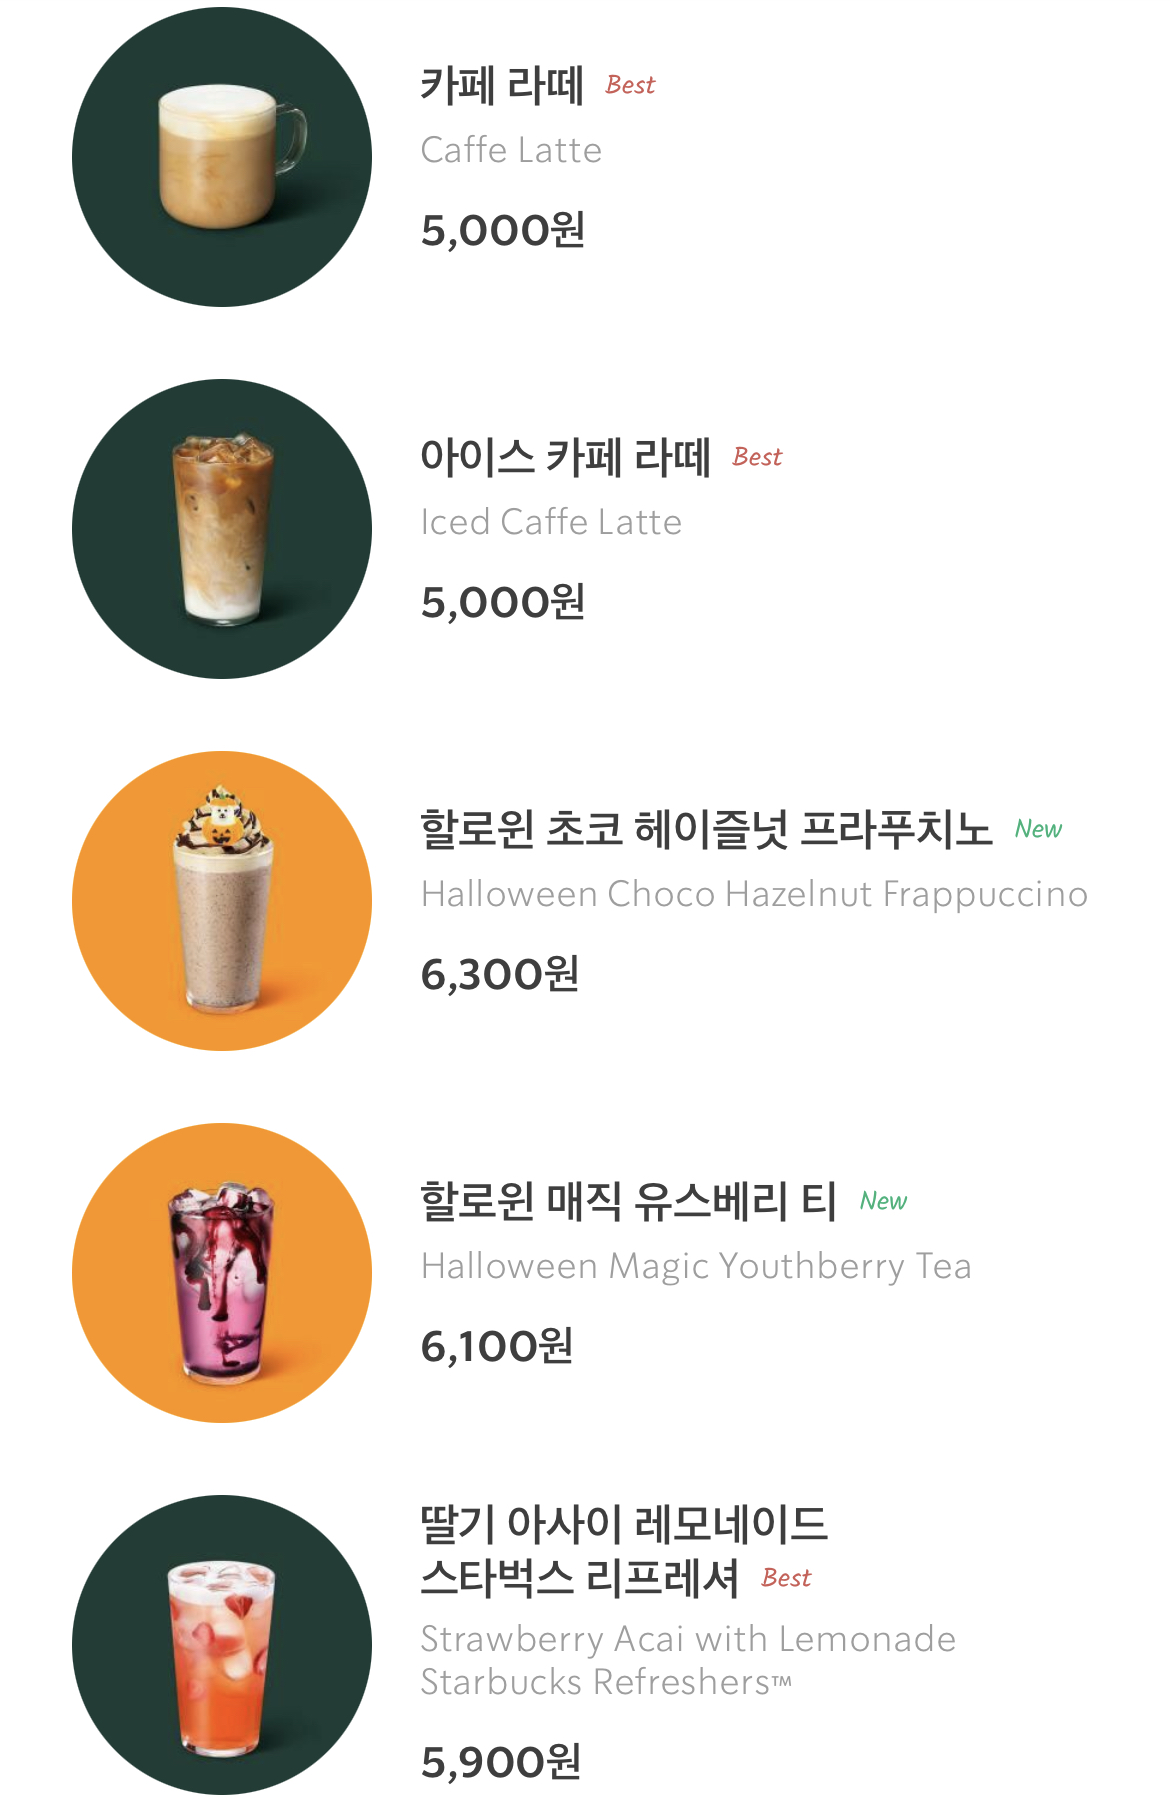 카페 라떼 Best
Caffe Latte
5,000원
아이스 카페 라떼 Best
Iced Caffe Latte
5,000원
할로윈 초코 헤이즐넛 프라푸치노 New
Halloween Choco Hazelnut Frappuccino
6,300원
할로윈 매직 유스베리 티 New
Halloween Magic Youthberry Tea
6,100원
딸기 아사이 레모네이드
스타벅스 리프레셔 Best
Strawberry Acai with Lemonade
Starbucks Refreshers™
5,900원